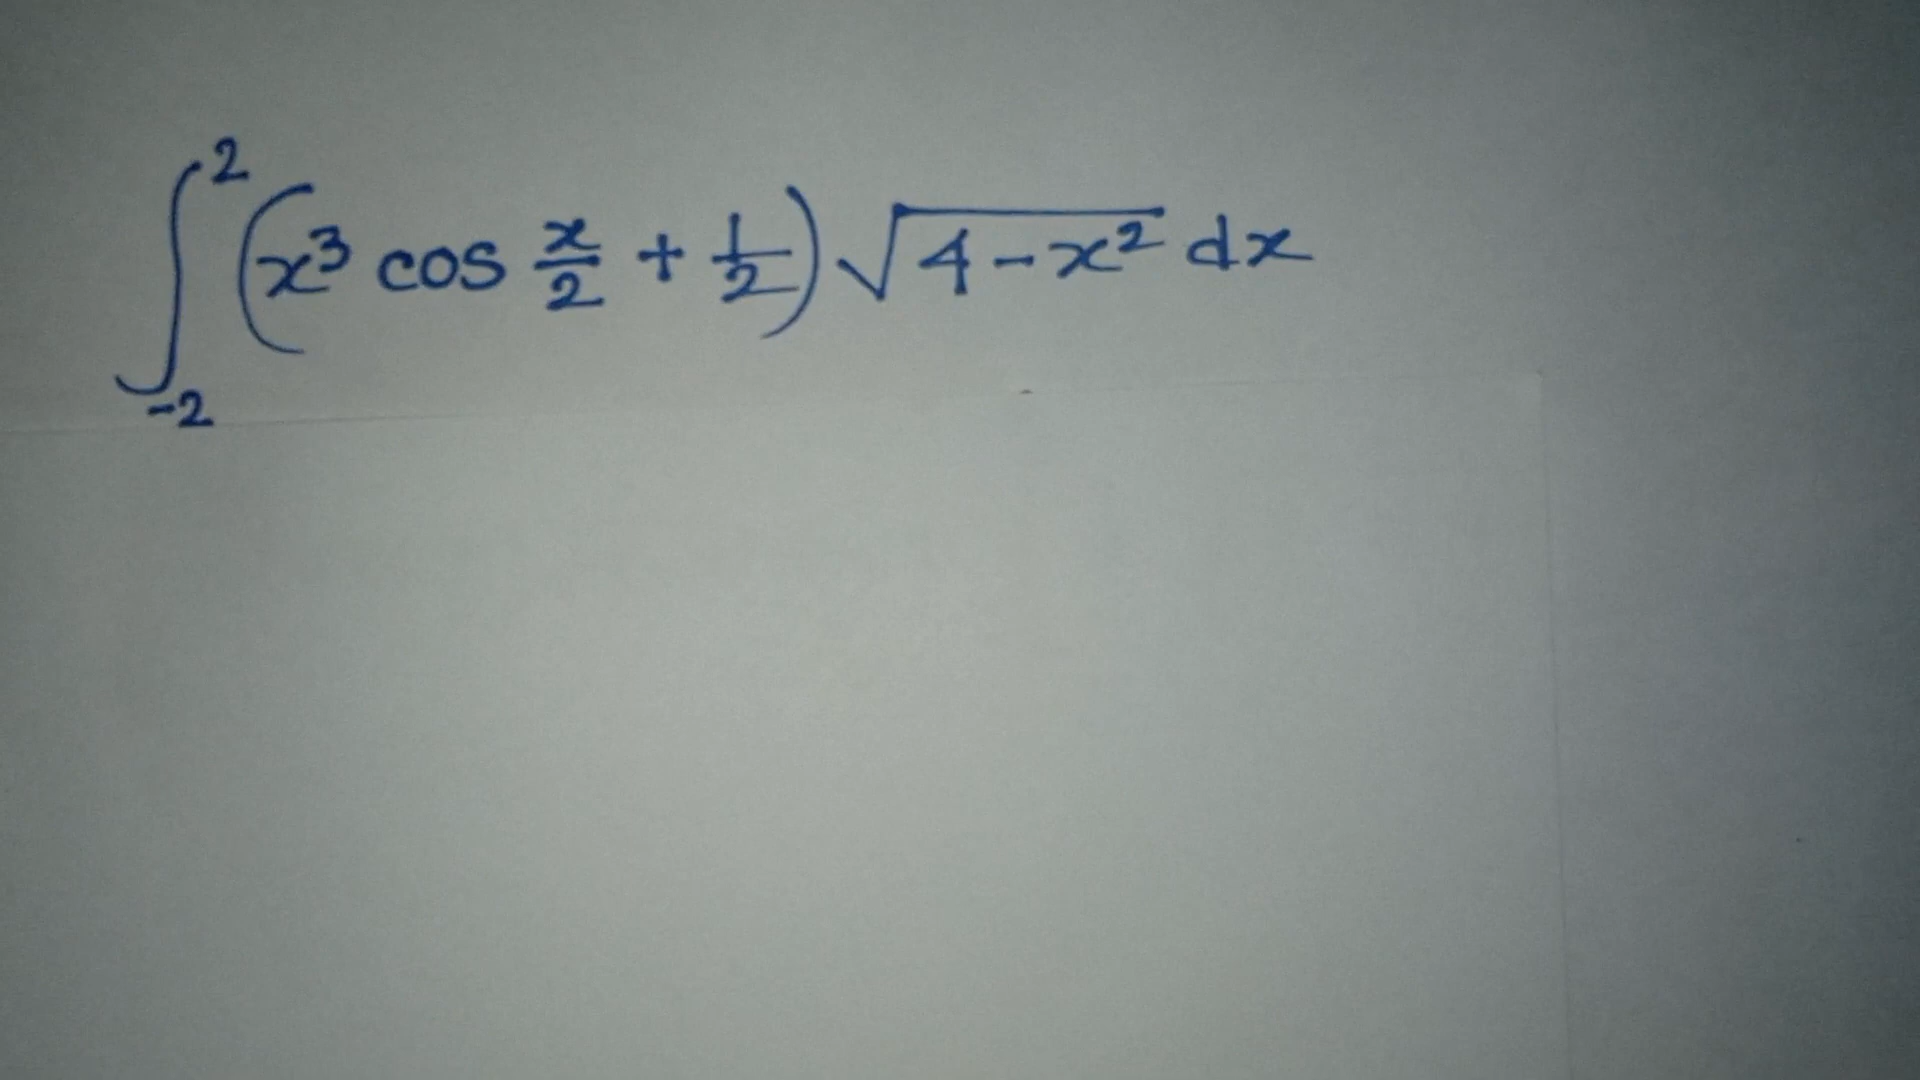 ∫_{-2}^{2} (x³ cos x/2 + 1/2) √(4-x²) dx